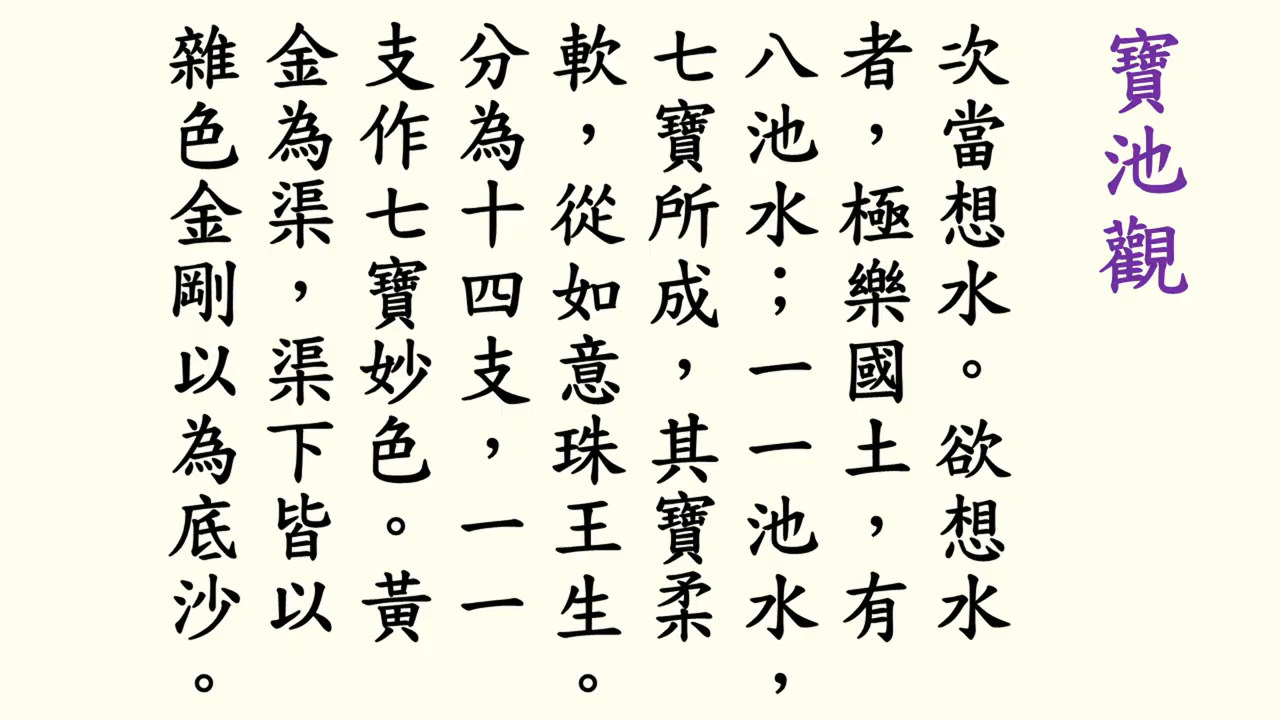 寶池觀
次當想水。欲想水
者，極樂國土，有
八池水；一一池水，
七寶所成，其寶柔
軟，從如意珠王生。
分為十四支，一一
支作七寶妙色。黃
金為渠，渠下皆以
雜色金剛以為底沙。